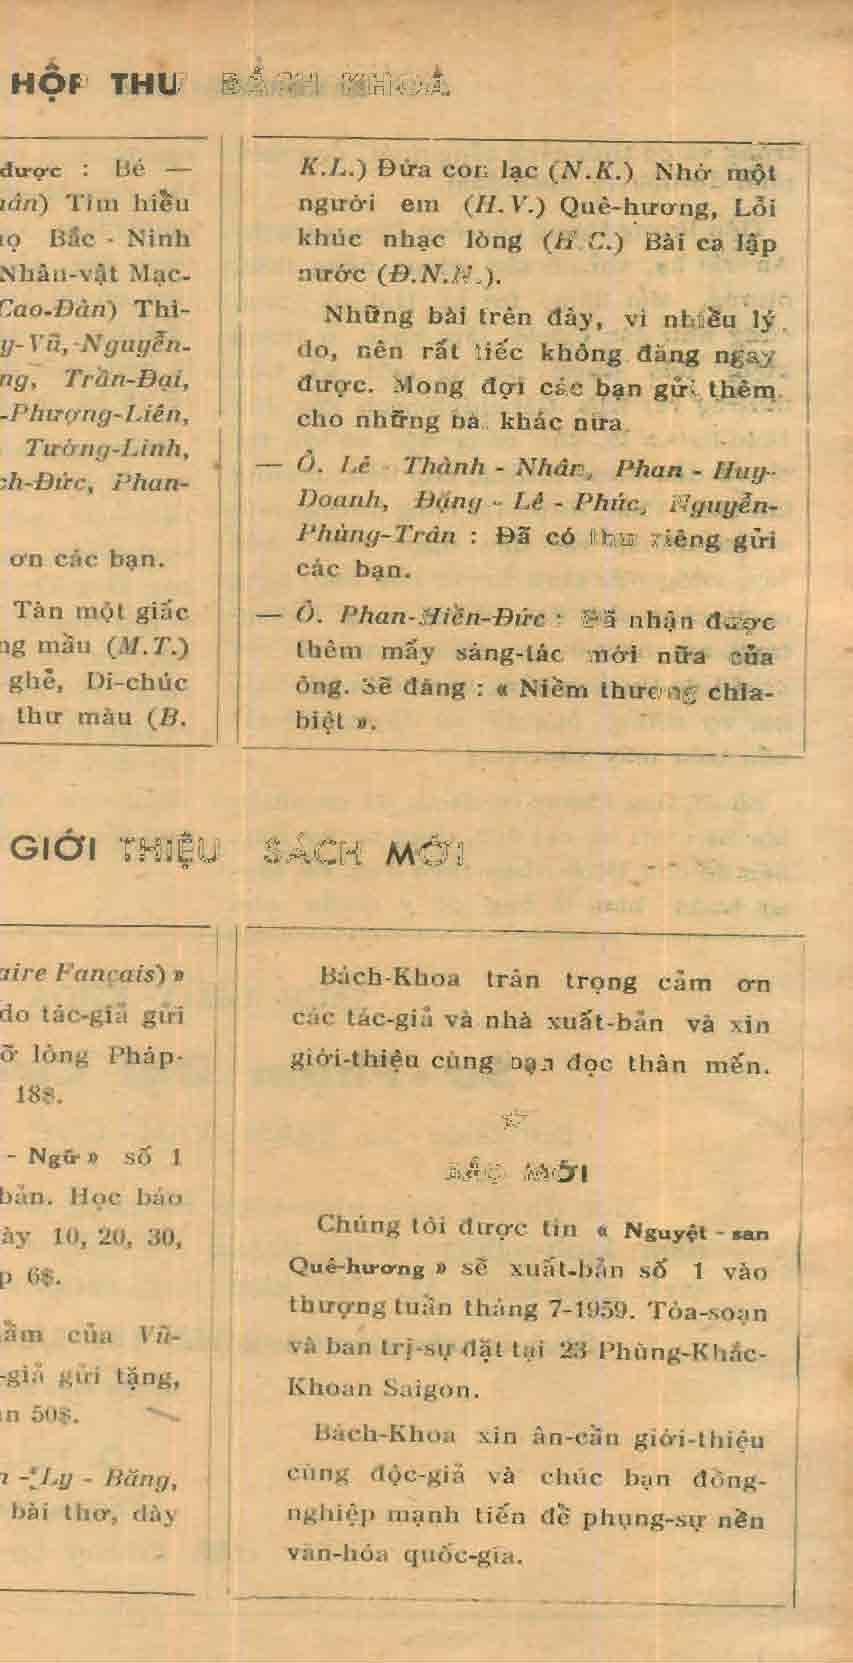 HỘP THƯ BÁCH KHOA
được : Bé —
uân) Tìm hiểu
họ Bắc - Ninh
Nhân-vật Mạc-
Cao-Đàn) Thi-
y-Vũ, Nguyễn-
ng, Trần-Đại,
-Phượng-Liên,
Tường-Linh,
ch-Đức, Phan-
ơn các bạn.
Tàn một giấc
ng mầu (M.T.)
ghẻ, Di-chúc
thư màu (B.
K.L.) Đứa con lạc (N.K.) Nhở một
người em (H.V.) Quê-hương, Lỗi
khúc nhạc lòng (H.C.) Bài ca lập
nước (Đ.N.N.).
Những bài trên đây, vì nhiều lý
do, nên rất tiếc không đăng ngay
được. Mong đợi các bạn gửi thêm
cho những bà khác nữa
— Ô. Lê - Thành - Nhân, Phan - Huy-
Doanh, Đặng - Lê - Phúc, Nguyễn-
Phùng-Trân : Đã có thư riêng gửi
các bạn.
— Ô. Phan-Hiền-Đức : Đã nhận được
thêm mấy sáng-tác mới nữa của
ông. Sẽ đăng : « Niềm thương chia-
biệt ».
GIỚI THIỆU SÁCH MỚI
aire Fançais) »
do tác-giả gửi
ỡ lòng Pháp-
18$.
- Ngữ » số 1
bản. Học báo
ày 10, 20, 30,
p 6$.
ầm của Vũ-
-giả gửi tặng,
án 50$.
n - Ly - Băng,
bài thơ, dày
Bách-Khoa trân trọng cảm ơn
các tác-giả và nhà xuất-bản và xin
giới-thiệu cùng bạn đọc thân mến.
BÁO MỚI
Chúng tôi được tin « Nguyệt - san
Quê-hương » sẽ xuất-bản số 1 vào
thượng tuần tháng 7-1959. Tòa-soạn
và ban trị-sự đặt tại 23 Phùng-Khắc-
Khoan Saigon.
Bách-Khoa xin ân-cần giới-thiệu
cùng độc-giả và chúc bạn đồng-
nghiệp mạnh tiến để phụng-sự nền
văn-hóa quốc-gia.